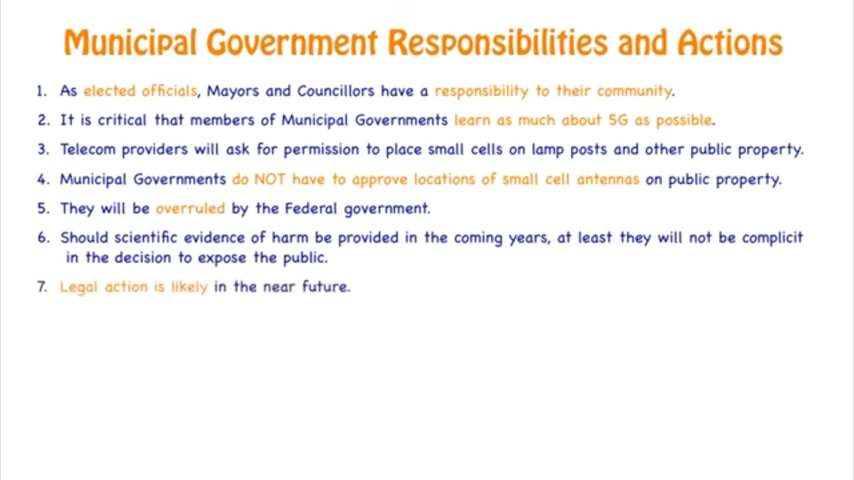 Municipal Government Responsibilities and Actions
1. As elected officials, Mayors and Councillors have a responsibility to their community.
2. It is critical that members of Municipal Governments learn as much about 5G as possible.
3. Telecom providers will ask for permission to place small cells on lamp posts and other public property.
4. Municipal Governments do NOT have to approve locations of small cell antennas on public property.
5. They will be overruled by the Federal government.
6. Should scientific evidence of harm be provided in the coming years, at least they will not be complicit
in the decision to expose the public.
7. Legal action is likely in the near future.